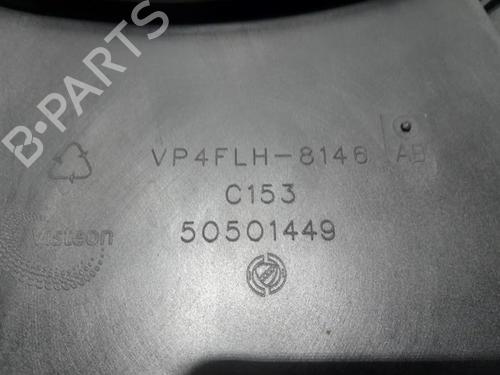 B-PARTS
VP4FLH-8146 AB
C153
50501449
Visteon